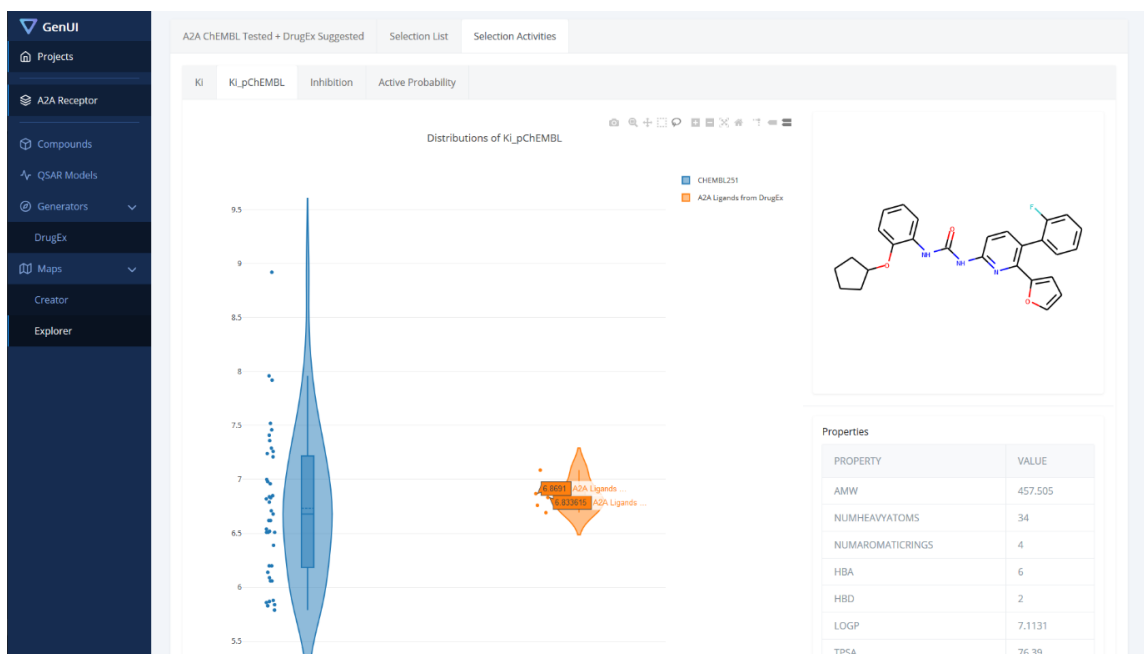 GenUI
Projects
A2A Receptor
Compounds
QSAR Models
Generators
DrugEx
Maps
Creator
Explorer
A2A ChEMBL Tested + DrugEx Suggested
Selection List
Selection Activities
Ki
Ki_pChEMBL
Inhibition
Active Probability
Distributions of Ki_pChEMBL
CHEMBL251
A2A Ligands from DrugEx
9.5
9
8.5
8
7.5
7
6.5
6
5.5
6.8691 A2A Ligands ...
6.833615 A2A Ligands ...
F
O
NH
NH
O
N
O
Properties
PROPERTY VALUE
AMW 457.505
NUMHEAVYATOMS 34
NUMAROMATICRINGS 4
HBA 6
HBD 2
LOGP 7.1131
TPSA 76.39